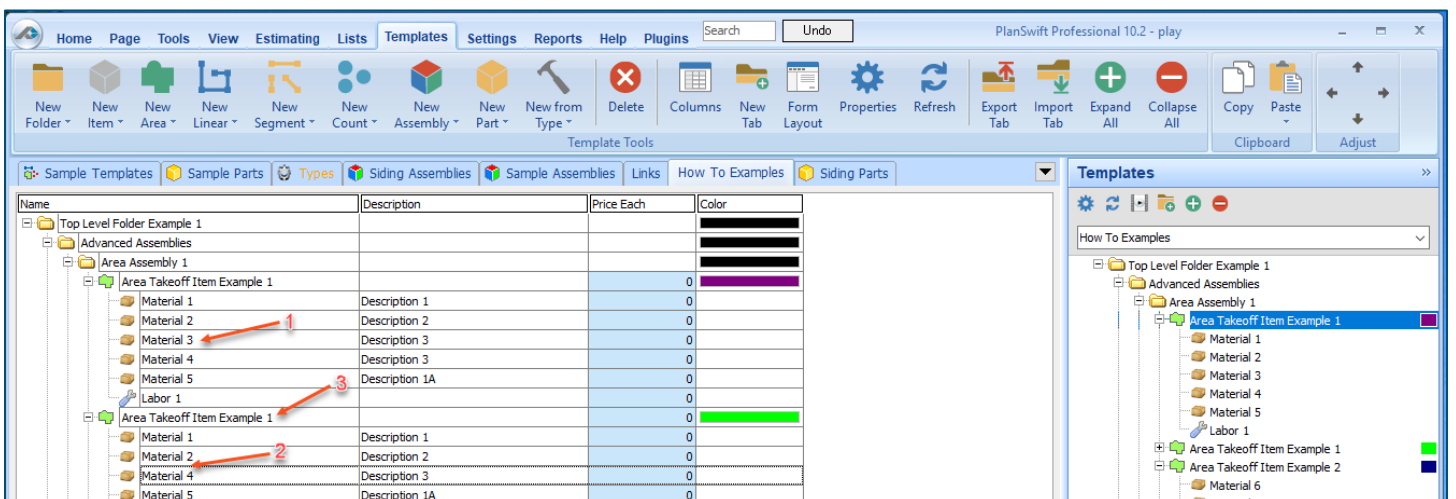 Home Page Tools View Estimating Lists Templates Settings Reports Help Plugins Search Undo PlanSwift Professional 10.2 - play
New Folder New Item New Area New Linear New Segment New Count New Assembly New Part New from Type Delete Columns New Tab Form Layout Properties Refresh Export Tab Import Tab Expand All Collapse All Copy Paste
Template Tools Clipboard Adjust
Sample Templates Sample Parts Types Siding Assemblies Sample Assemblies Links How To Examples Siding Parts
Name Description Price Each Color
Top Level Folder Example 1
Advanced Assemblies
Area Assembly 1
Area Takeoff Item Example 1 0
Material 1 Description 1 0
Material 2 Description 2 0
1
Material 3 Description 3 0
Material 4 Description 3 0
Material 5 Description 1A 0
3
Labor 1 0
Area Takeoff Item Example 1 0
Material 1 Description 1 0
Material 2 Description 2 0
2
Material 4 Description 3 0
Material 5 Description 1A 0
Templates
How To Examples
Top Level Folder Example 1
Advanced Assemblies
Area Assembly 1
Area Takeoff Item Example 1
Material 1
Material 2
Material 3
Material 4
Material 5
Labor 1
Area Takeoff Item Example 1
Area Takeoff Item Example 2
Material 6